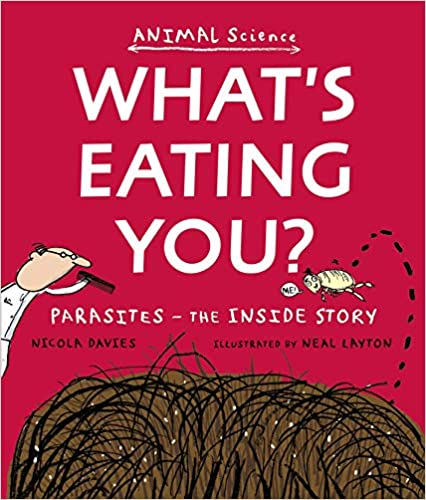 ANIMAL Science
WHAT'S
EATING
YOU?
ME!
PARASITES – THE INSIDE STORY
NICOLA DAVIES ILLUSTRATED BY NEAL LAYTON